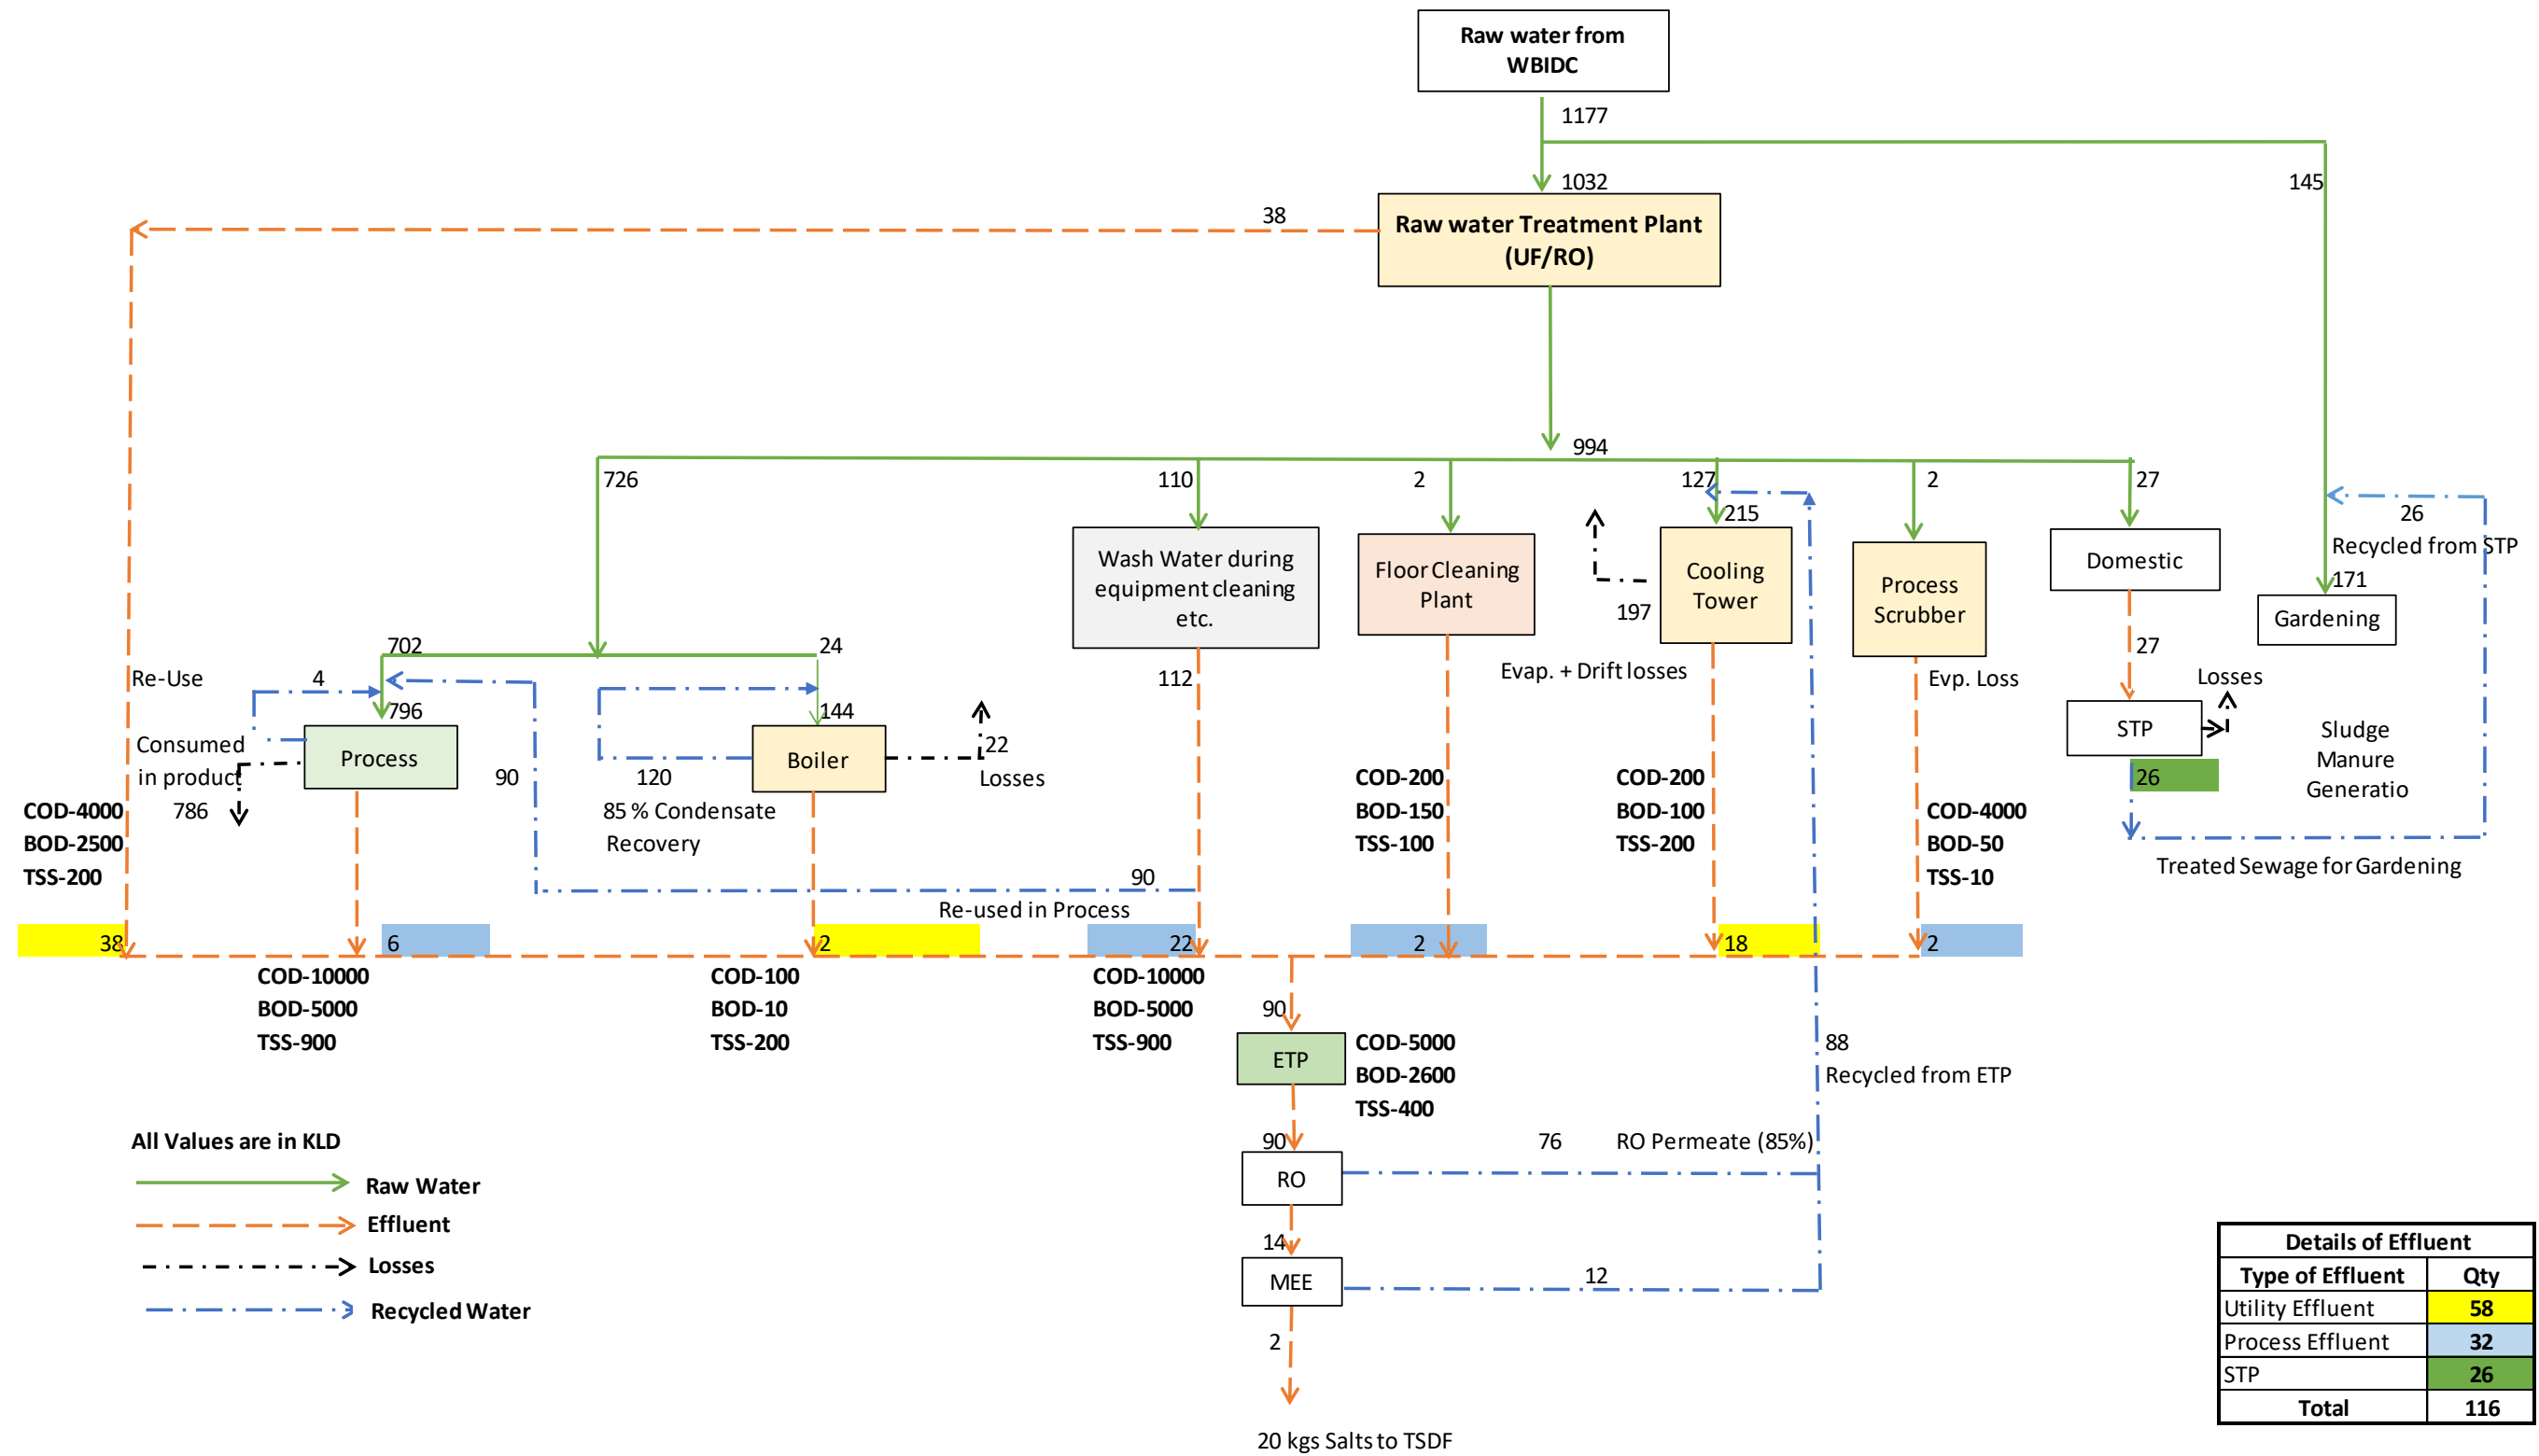 Raw water from
WBIDC
1177
1032
145
38
Raw water Treatment Plant
(UF/RO)
994
726
110
2
127
2
27
215
26
Recycled from STP
171
Wash Water during
equipment cleaning
etc.
Floor Cleaning
Plant
Cooling
Tower
Process
Scrubber
Domestic
Gardening
197
Evap. + Drift losses
Evp. Loss
27
Losses
702
24
Re-Use
4
796
144
112
Consumed
in product
786
Process
90
120
85 % Condensate
Recovery
Boiler
22
Losses
STP
26
Sludge
Manure
Generatio
Treated Sewage for Gardening
COD-4000
BOD-2500
TSS-200
COD-200
BOD-150
TSS-100
COD-200
BOD-100
TSS-200
COD-4000
BOD-50
TSS-10
90
Re-used in Process
38
6
2
22
2
18
2
COD-10000
BOD-5000
TSS-900
COD-100
BOD-10
TSS-200
COD-10000
BOD-5000
TSS-900
90
ETP
COD-5000
BOD-2600
TSS-400
88
Recycled from ETP
90
RO
76
RO Permeate (85%)
14
MEE
12
2
20 kgs Salts to TSDF
All Values are in KLD
Raw Water
Effluent
Losses
Recycled Water
Details of Effluent
Type of Effluent Qty
Utility Effluent 58
Process Effluent 32
STP 26
Total 116